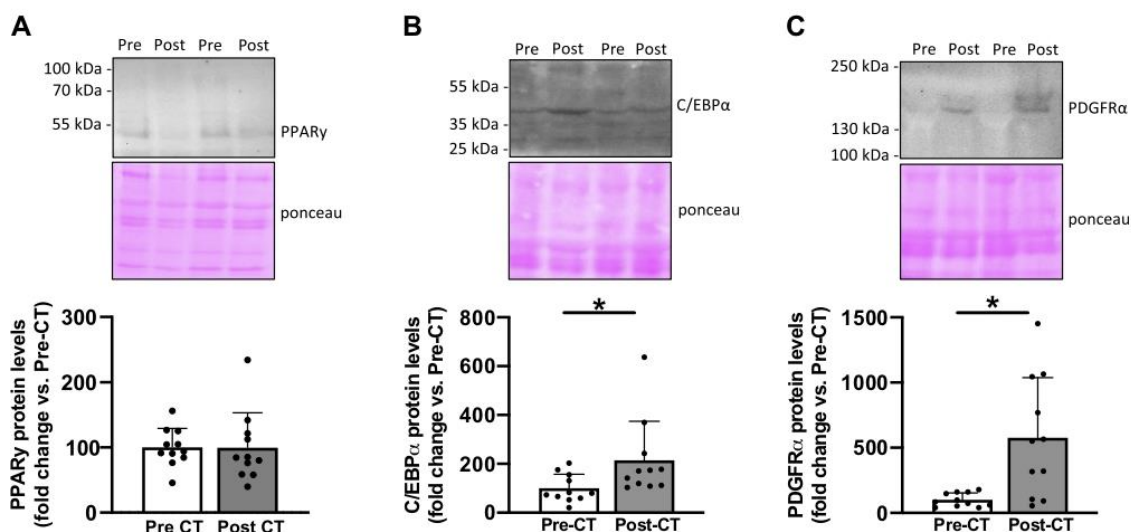 A
Pre Post Pre Post
100 kDa -
70 kDa -
55 kDa -
PPARγ
ponceau
PPARγ protein levels
(fold change vs. Pre-CT)
300
200
100
0
Pre CT Post CT
B
Pre Post Pre Post
55 kDa -
35 kDa -
25 kDa -
C/EBPα
ponceau
C/EBPα protein levels
(fold change vs. Pre-CT)
800
600
400
200
0
*
Pre-CT Post-CT
C
Pre Post Pre Post
250 kDa -
130 kDa -
100 kDa -
PDGFRα
ponceau
PDGFRα protein levels
(fold change vs. Pre-CT)
1500
1000
500
0
*
Pre-CT Post-CT